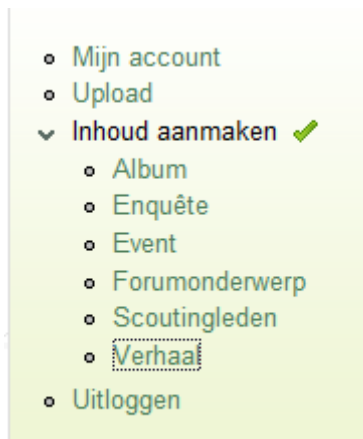 Mijn account
Upload
Inhoud aanmaken
Album
Enquête
Event
Forumonderwerp
Scoutingleden
Verhaal
Uitloggen